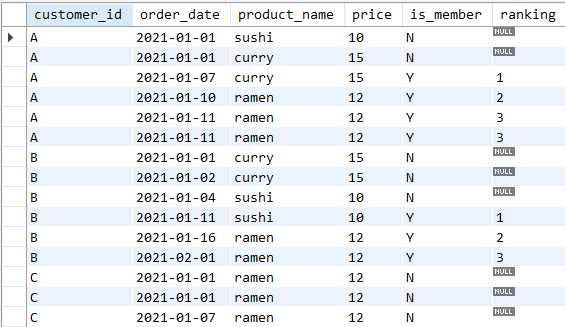 customer_id order_date product_name price is_member ranking
A 2021-01-01 sushi 10 N NULL
A 2021-01-01 curry 15 N NULL
A 2021-01-07 curry 15 Y 1
A 2021-01-10 ramen 12 Y 2
A 2021-01-11 ramen 12 Y 3
A 2021-01-11 ramen 12 Y 3
B 2021-01-01 curry 15 N NULL
B 2021-01-02 curry 15 N NULL
B 2021-01-04 sushi 10 N NULL
B 2021-01-11 sushi 10 Y 1
B 2021-01-16 ramen 12 Y 2
B 2021-02-01 ramen 12 Y 3
C 2021-01-01 ramen 12 N NULL
C 2021-01-01 ramen 12 N NULL
C 2021-01-07 ramen 12 N NULL